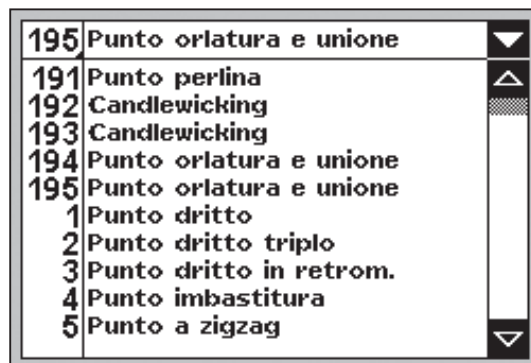 195 Punto orlatura e unione
191 Punto perlina
192 Candlewicking
193 Candlewicking
194 Punto orlatura e unione
195 Punto orlatura e unione
1 Punto dritto
2 Punto dritto triplo
3 Punto dritto in retrom.
4 Punto imbastitura
5 Punto a zigzag